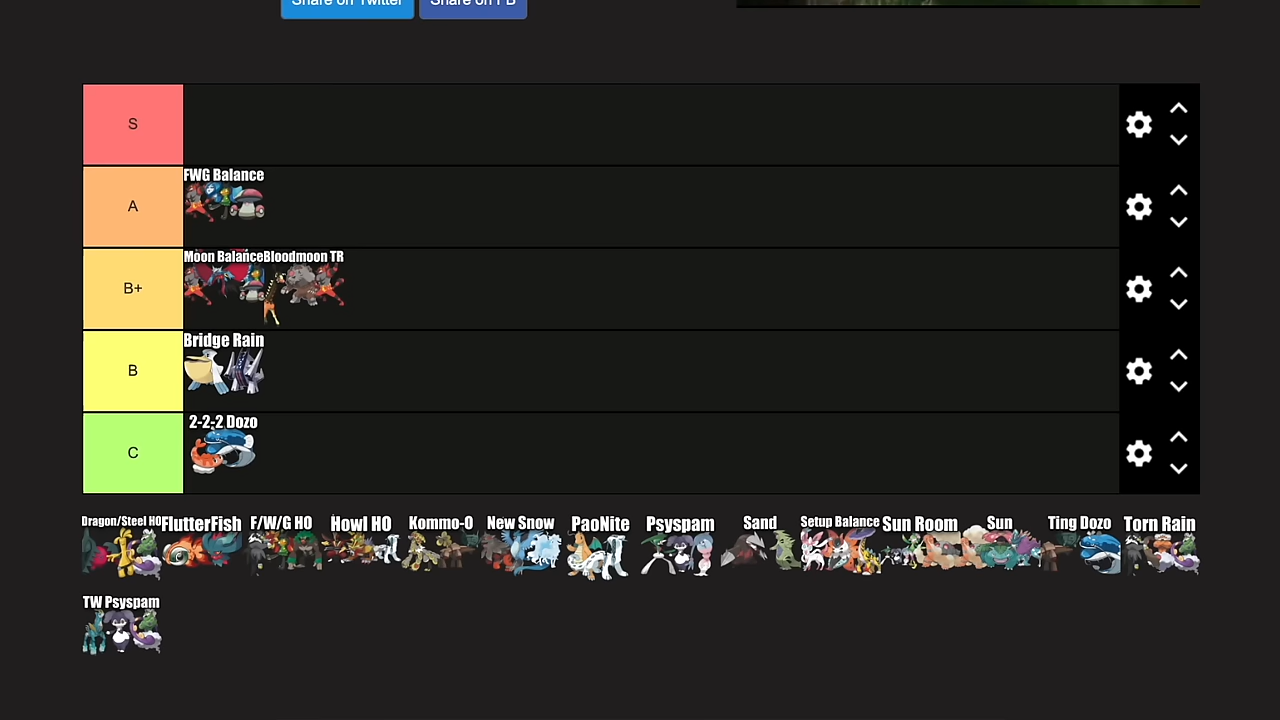 Share on Twitter Share on FB
S
A FWG Balance
B+ Moon Balance Bloodmoon TR
B Bridge Rain
C 2-2-2 Dozo
Dragon/Steel HO FlutterFish F/W/G HO Howl HO Kommo-O New Snow PaoNite Psyspam Sand Setup Balance Sun Room Sun Ting Dozo Torn Rain
TW Psyspam